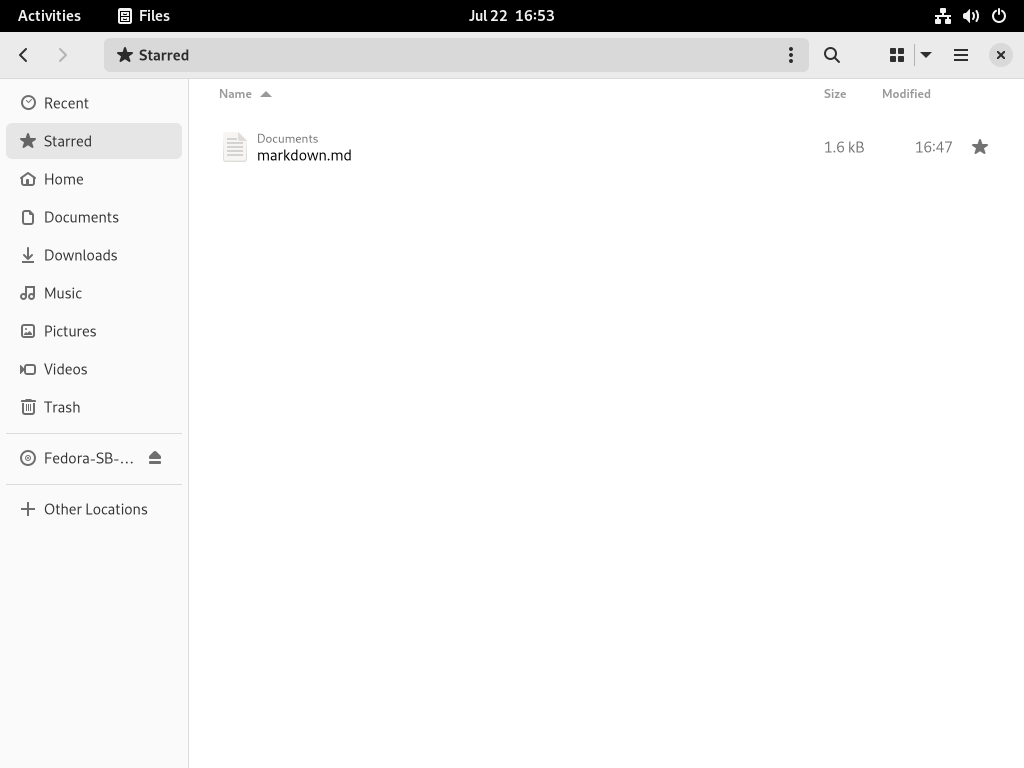 Activities Files Jul 22 16:53
Starred
Recent
Starred
Home
Documents
Downloads
Music
Pictures
Videos
Trash
Fedora-SB-…
Other Locations
Name Size Modified
Documents
markdown.md 1.6 kB 16:47